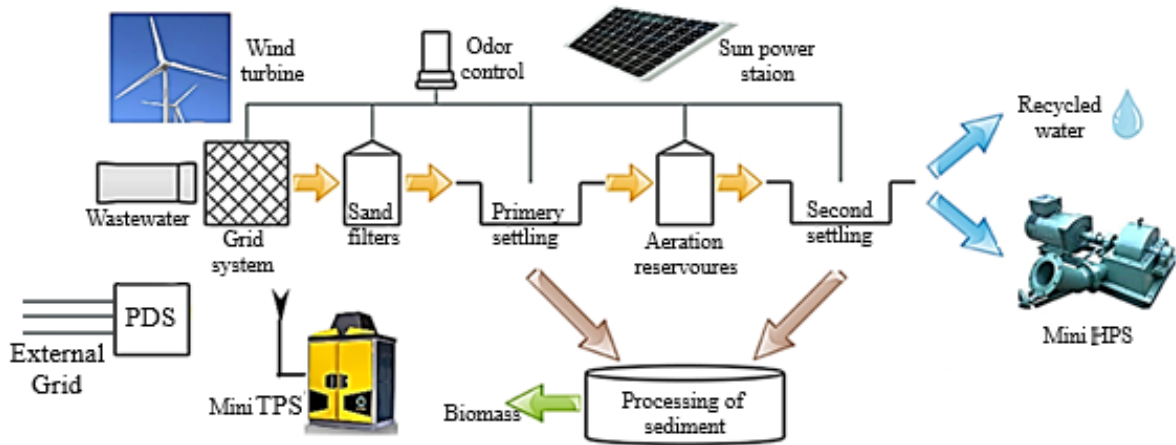 Wind
turbine
Odor
control
Sun power
staion
Recycled
water
Wastewater
Grid
system
Sand
filters
Primery
settling
Aeration
reservoures
Second
settling
PDS
External
Grid
Mini TPS
Biomass
Processing of
sediment
Mini HPS